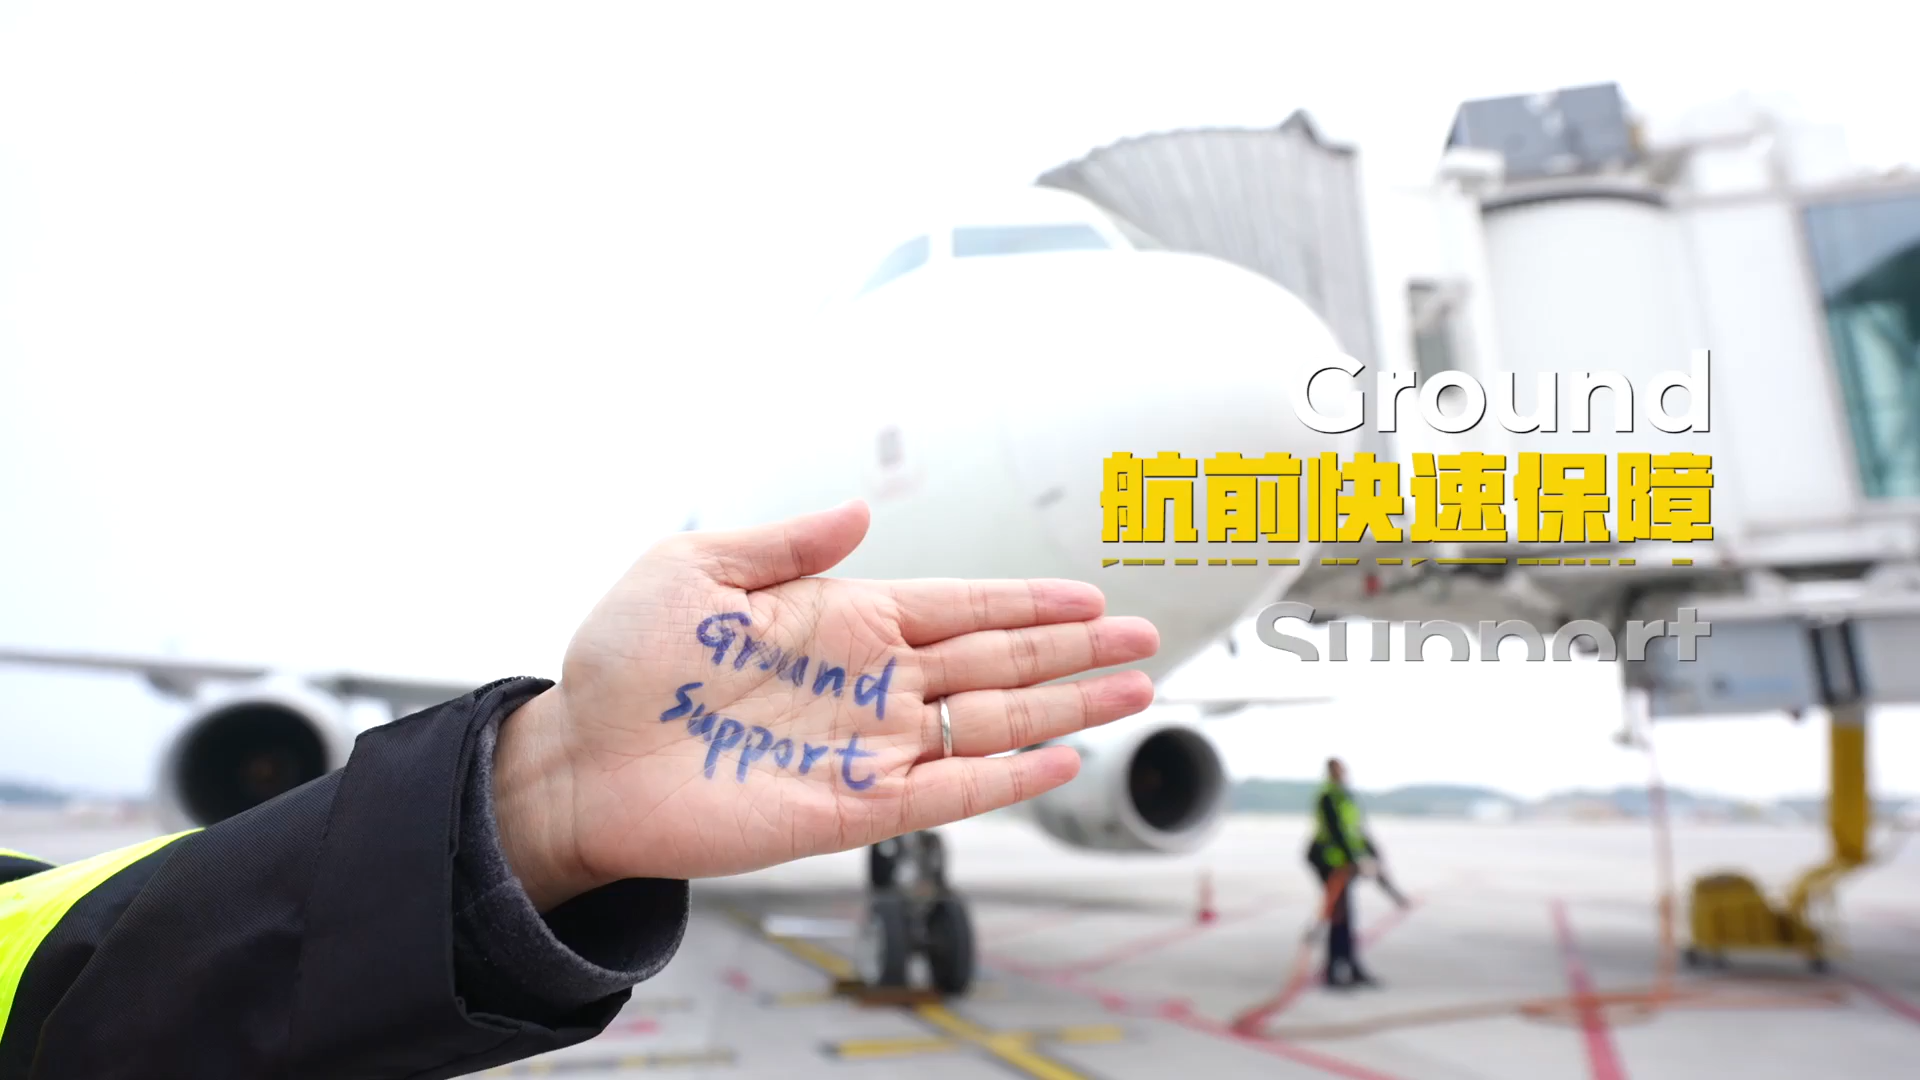 Ground
航前快速保障
Support
Ground
support